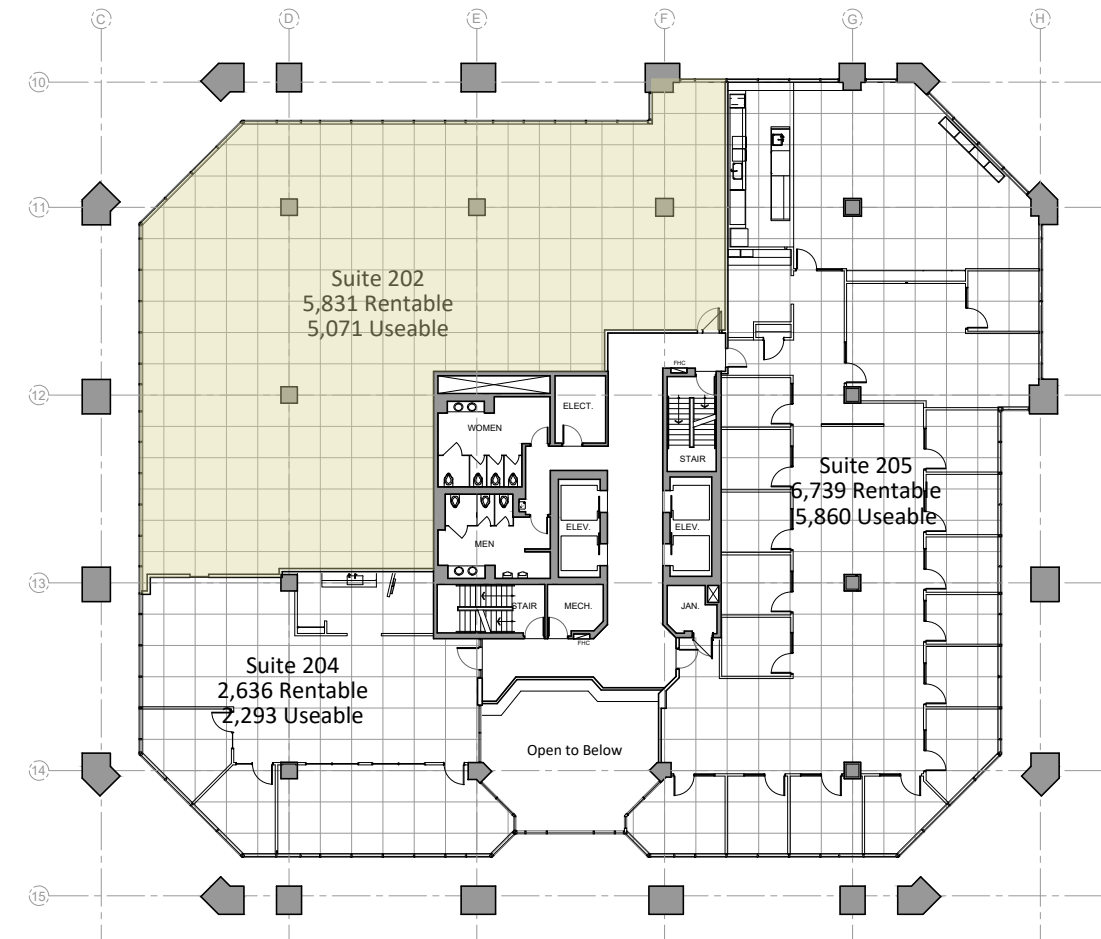 C
D
E
F
G
H
10
11
Suite 202
5,831 Rentable
5,071 Useable
FHC
12
ELECT.
WOMEN
STAIR
Suite 205
6,739 Rentable
5,860 Useable
ELEV.
ELEV.
MEN
13
STAIR
MECH.
JAN.
FHC
Suite 204
2,636 Rentable
2,293 Useable
Open to Below
14
15